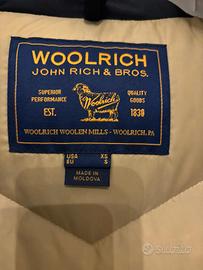 WOOLRICH
JOHN RICH & BROS.
SUPERIOR PERFORMANCE
QUALITY GOODS
Woolrich
EST. 1830
WOOLRICH WOOLEN MILLS - WOOLRICH, PA
USA XS
EU S
MADE IN
MOLDOVA
subito